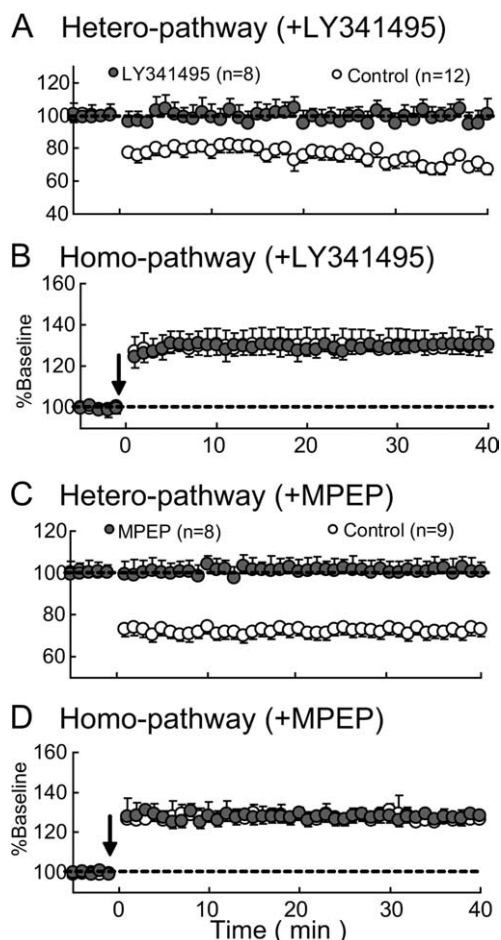 A Hetero-pathway (+LY341495)
LY341495 (n=8) Control (n=12)
120
100
80
60
40
B Homo-pathway (+LY341495)
160
%Baseline
130
100
0 10 20 30 40
C Hetero-pathway (+MPEP)
MPEP (n=8) Control (n=9)
120
100
80
60
D Homo-pathway (+MPEP)
160
%Baseline
140
120
100
0 10 20 30 40
Time ( min )